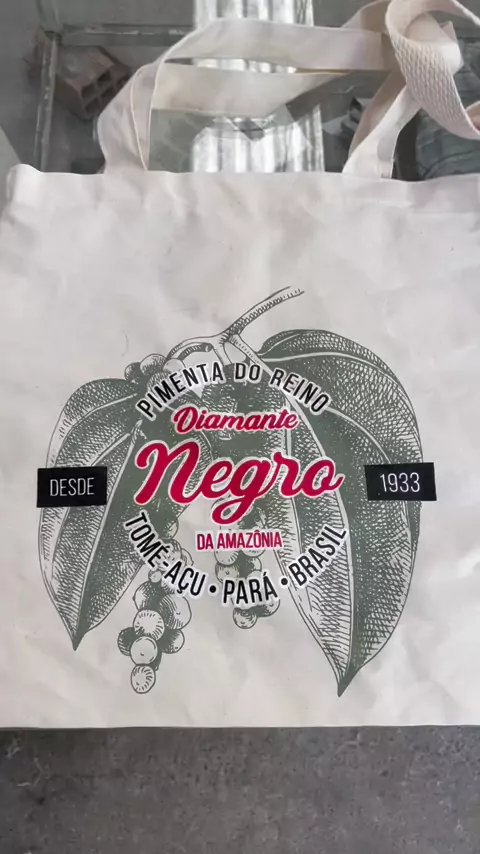 PIMENTA DO REINO
Diamante
Negro
DESDE
1933
DA AMAZÔNIA
TOMÉ-AÇU • PARÁ • BRASIL